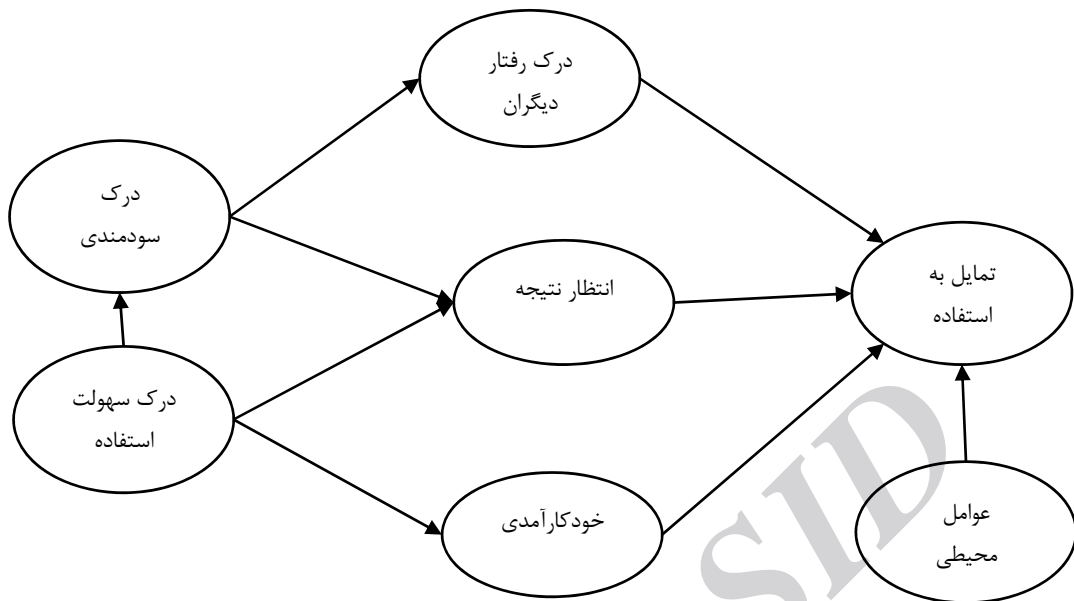 درک رفتار
دیگران
درک
سودمندی
انتظار نتیجه
تمایل به
استفاده
درک سهولت
استفاده
خودکارآمدی
عوامل
محیطی
SID